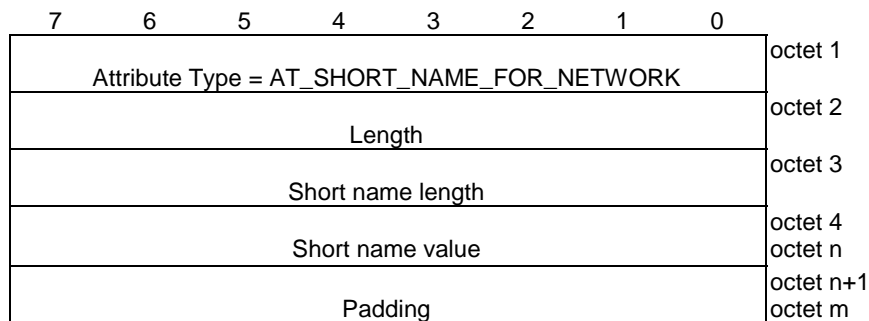 7 6 5 4 3 2 1 0
octet 1
Attribute Type = AT_SHORT_NAME_FOR_NETWORK
octet 2
Length
octet 3
Short name length
octet 4
Short name value octet n
octet n+1
Padding octet m